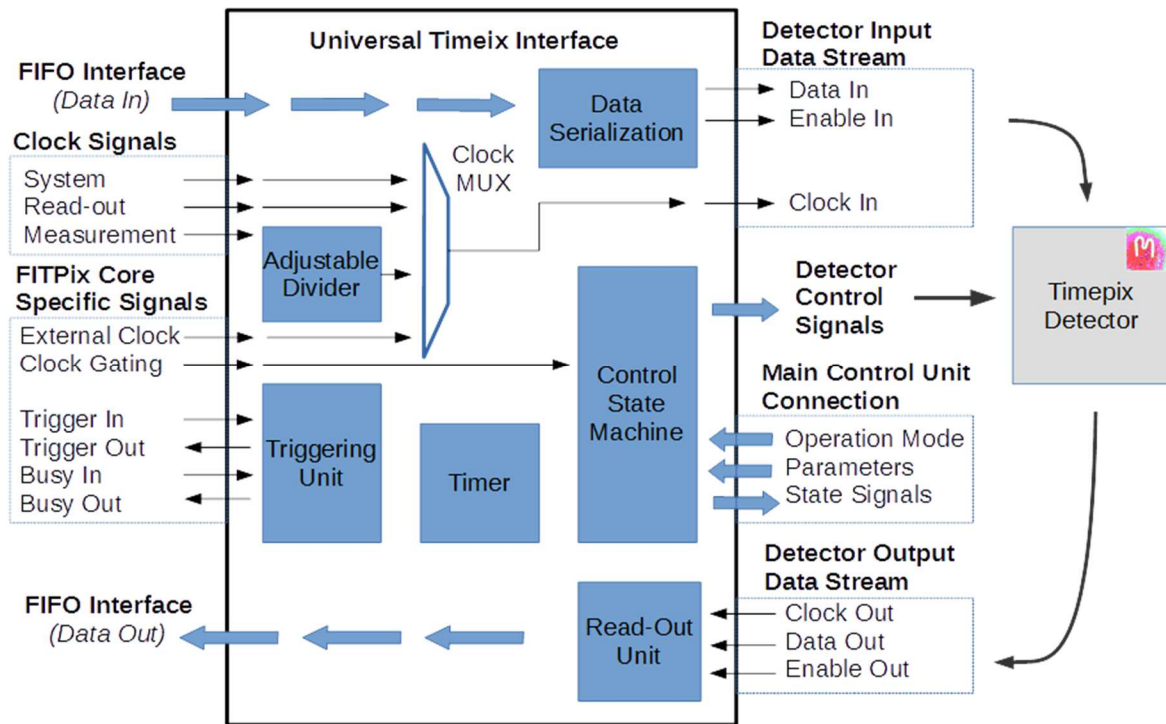 Universal Timeix Interface
FIFO Interface
(Data In)
Clock Signals
System
Read-out
Measurement
FITPix Core
Specific Signals
External Clock
Clock Gating
Trigger In
Trigger Out
Busy In
Busy Out
FIFO Interface
(Data Out)
Data
Serialization
Clock
MUX
Adjustable
Divider
Triggering
Unit
Timer
Control
State
Machine
Read-Out
Unit
Detector Input
Data Stream
Data In
Enable In
Clock In
Detector
Control
Signals
Main Control Unit
Connection
Operation Mode
Parameters
State Signals
Detector Output
Data Stream
Clock Out
Data Out
Enable Out
M
Timepix
Detector